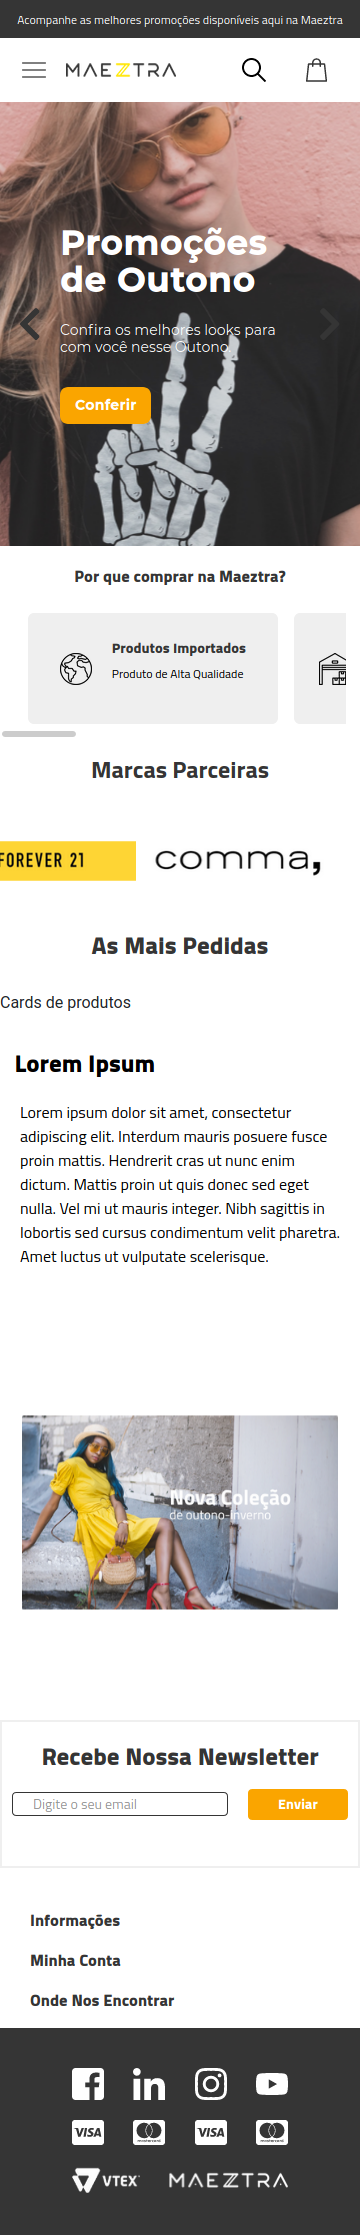 Acompanhe as melhores promoções disponíveis aqui na Maeztra
MAEZTRA
Promoções
de Outono
Confira os melhores looks para
com você nesse Outono.
Conferir
Por que comprar na Maeztra?
Produtos Importados
Produto de Alta Qualidade
Marcas Parceiras
FOREVER 21
comma,
As Mais Pedidas
Cards de produtos
Lorem Ipsum
Lorem ipsum dolor sit amet, consectetur
adipiscing elit. Interdum mauris posuere fusce
proin mattis. Hendrerit cras ut nunc enim
dictum. Mattis proin ut quis donec sed eget
nulla. Vel mi ut mauris integer. Nibh sagittis in
lobortis sed cursus condimentum velit pharetra.
Amet luctus ut vulputate scelerisque.
Nova Coleção
de outono-inverno
Recebe Nossa Newsletter
Digite o seu email
Enviar
Informações
Minha Conta
Onde Nos Encontrar
VISA mastercard VISA mastercard
VTEX MAEZTRA